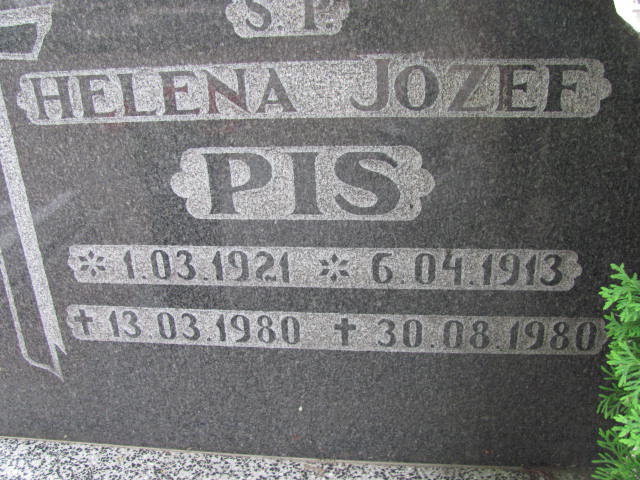 S P.
HELENA JOZEF
PIS
* 1.03.1921 * 6.04.1913
✝ 13.03.1980 ✝ 30.08.1980